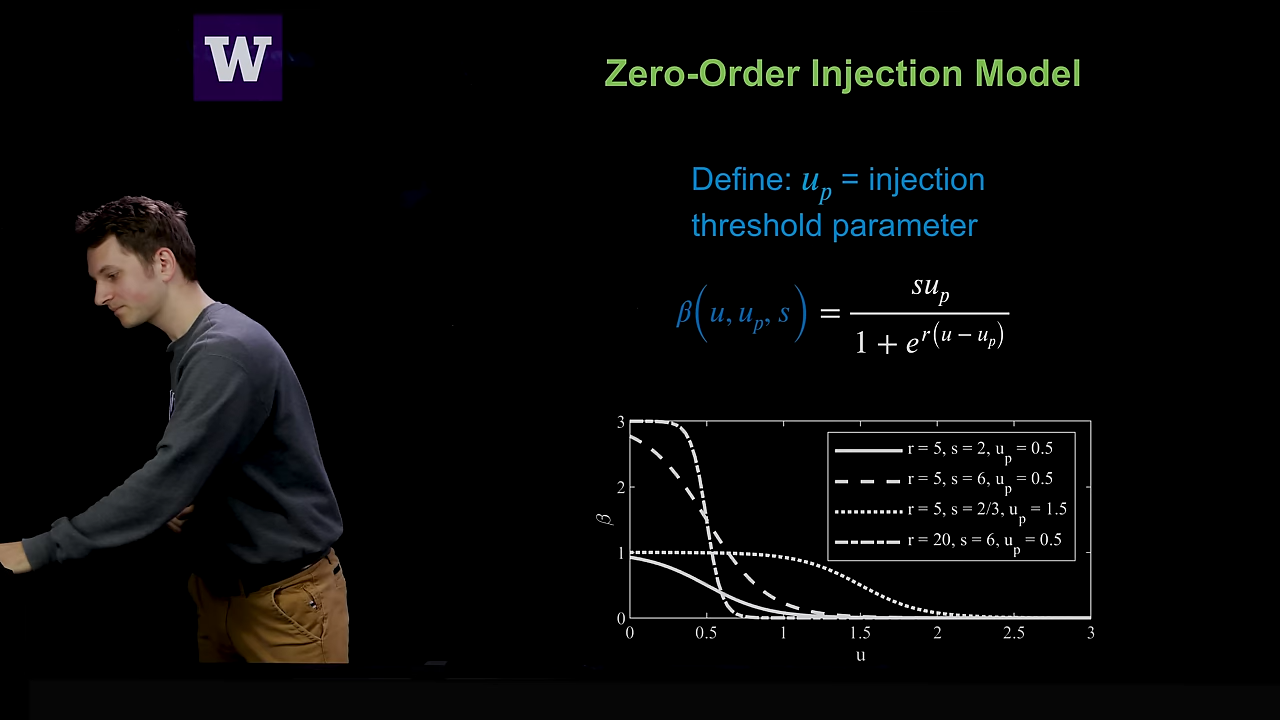 W
Zero-Order Injection Model
Define: u_p = injection
threshold parameter
β(u, u_p, s) = su_p / (1 + e^{r(u − u_p)})
3
2
1
0
β
r = 5, s = 2, u_p = 0.5
r = 5, s = 6, u_p = 0.5
r = 5, s = 2/3, u_p = 1.5
r = 20, s = 6, u_p = 0.5
0 0.5 1 1.5 2 2.5 3
u